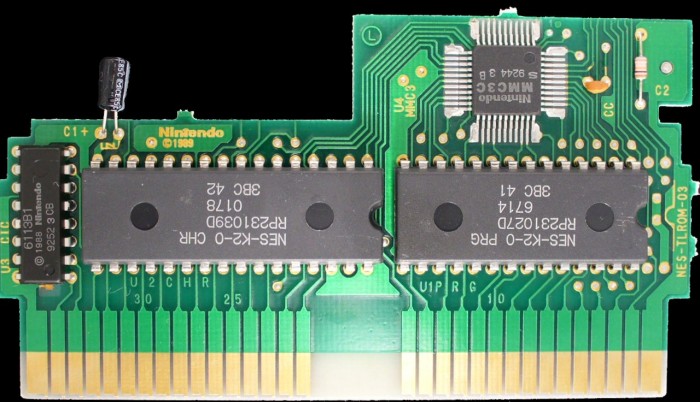 L
Nintendo
MMC3C
9244 3 B
U4
MMC3
CC
C2
C1+
Nintendo
©1988
U3 CIC
6113B1
© 1988 Nintendo
9252 3 CB
NES-K2-0 CHR
RP231039D
0178
3BC 42
NES-K2-0 PRG
RP231027D
6714
3BC 41
NES-TLROM-03
U 2 C H R
30
25
U1P R G
10